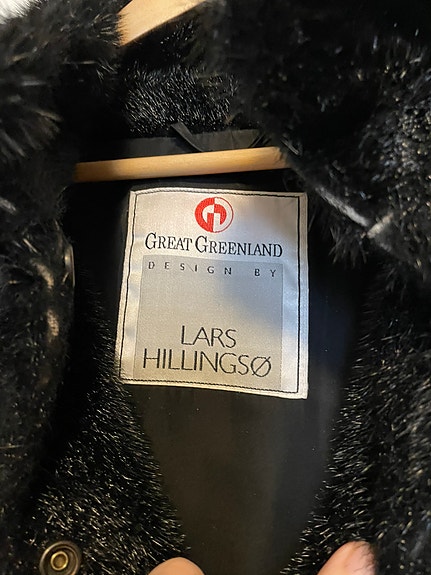 GREAT GREENLAND
DESIGN BY
LARS
HILLINGSØ